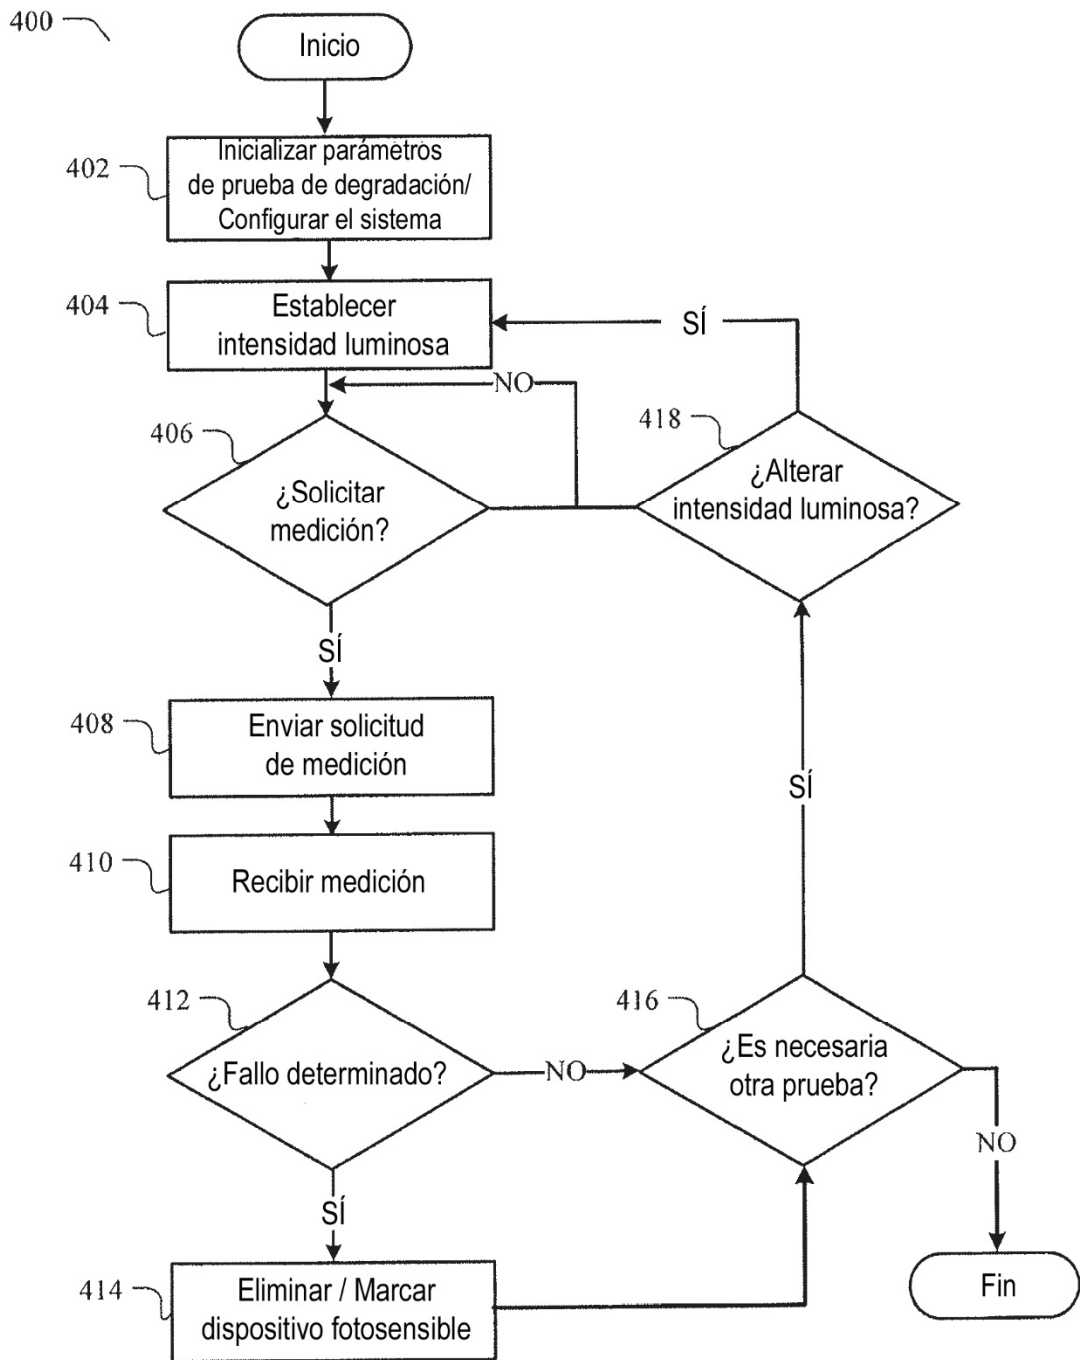 400
Inicio
402
Inicializar parámetros
de prueba de degradación/
Configurar el sistema
404
Establecer
intensidad luminosa
SÍ
NO
406
¿Solicitar
medición?
418
¿Alterar
intensidad luminosa?
SÍ
408
Enviar solicitud
de medición
SÍ
410
Recibir medición
412
¿Fallo determinado?
NO
416
¿Es necesaria
otra prueba?
NO
SÍ
414
Eliminar / Marcar
dispositivo fotosensible
Fin